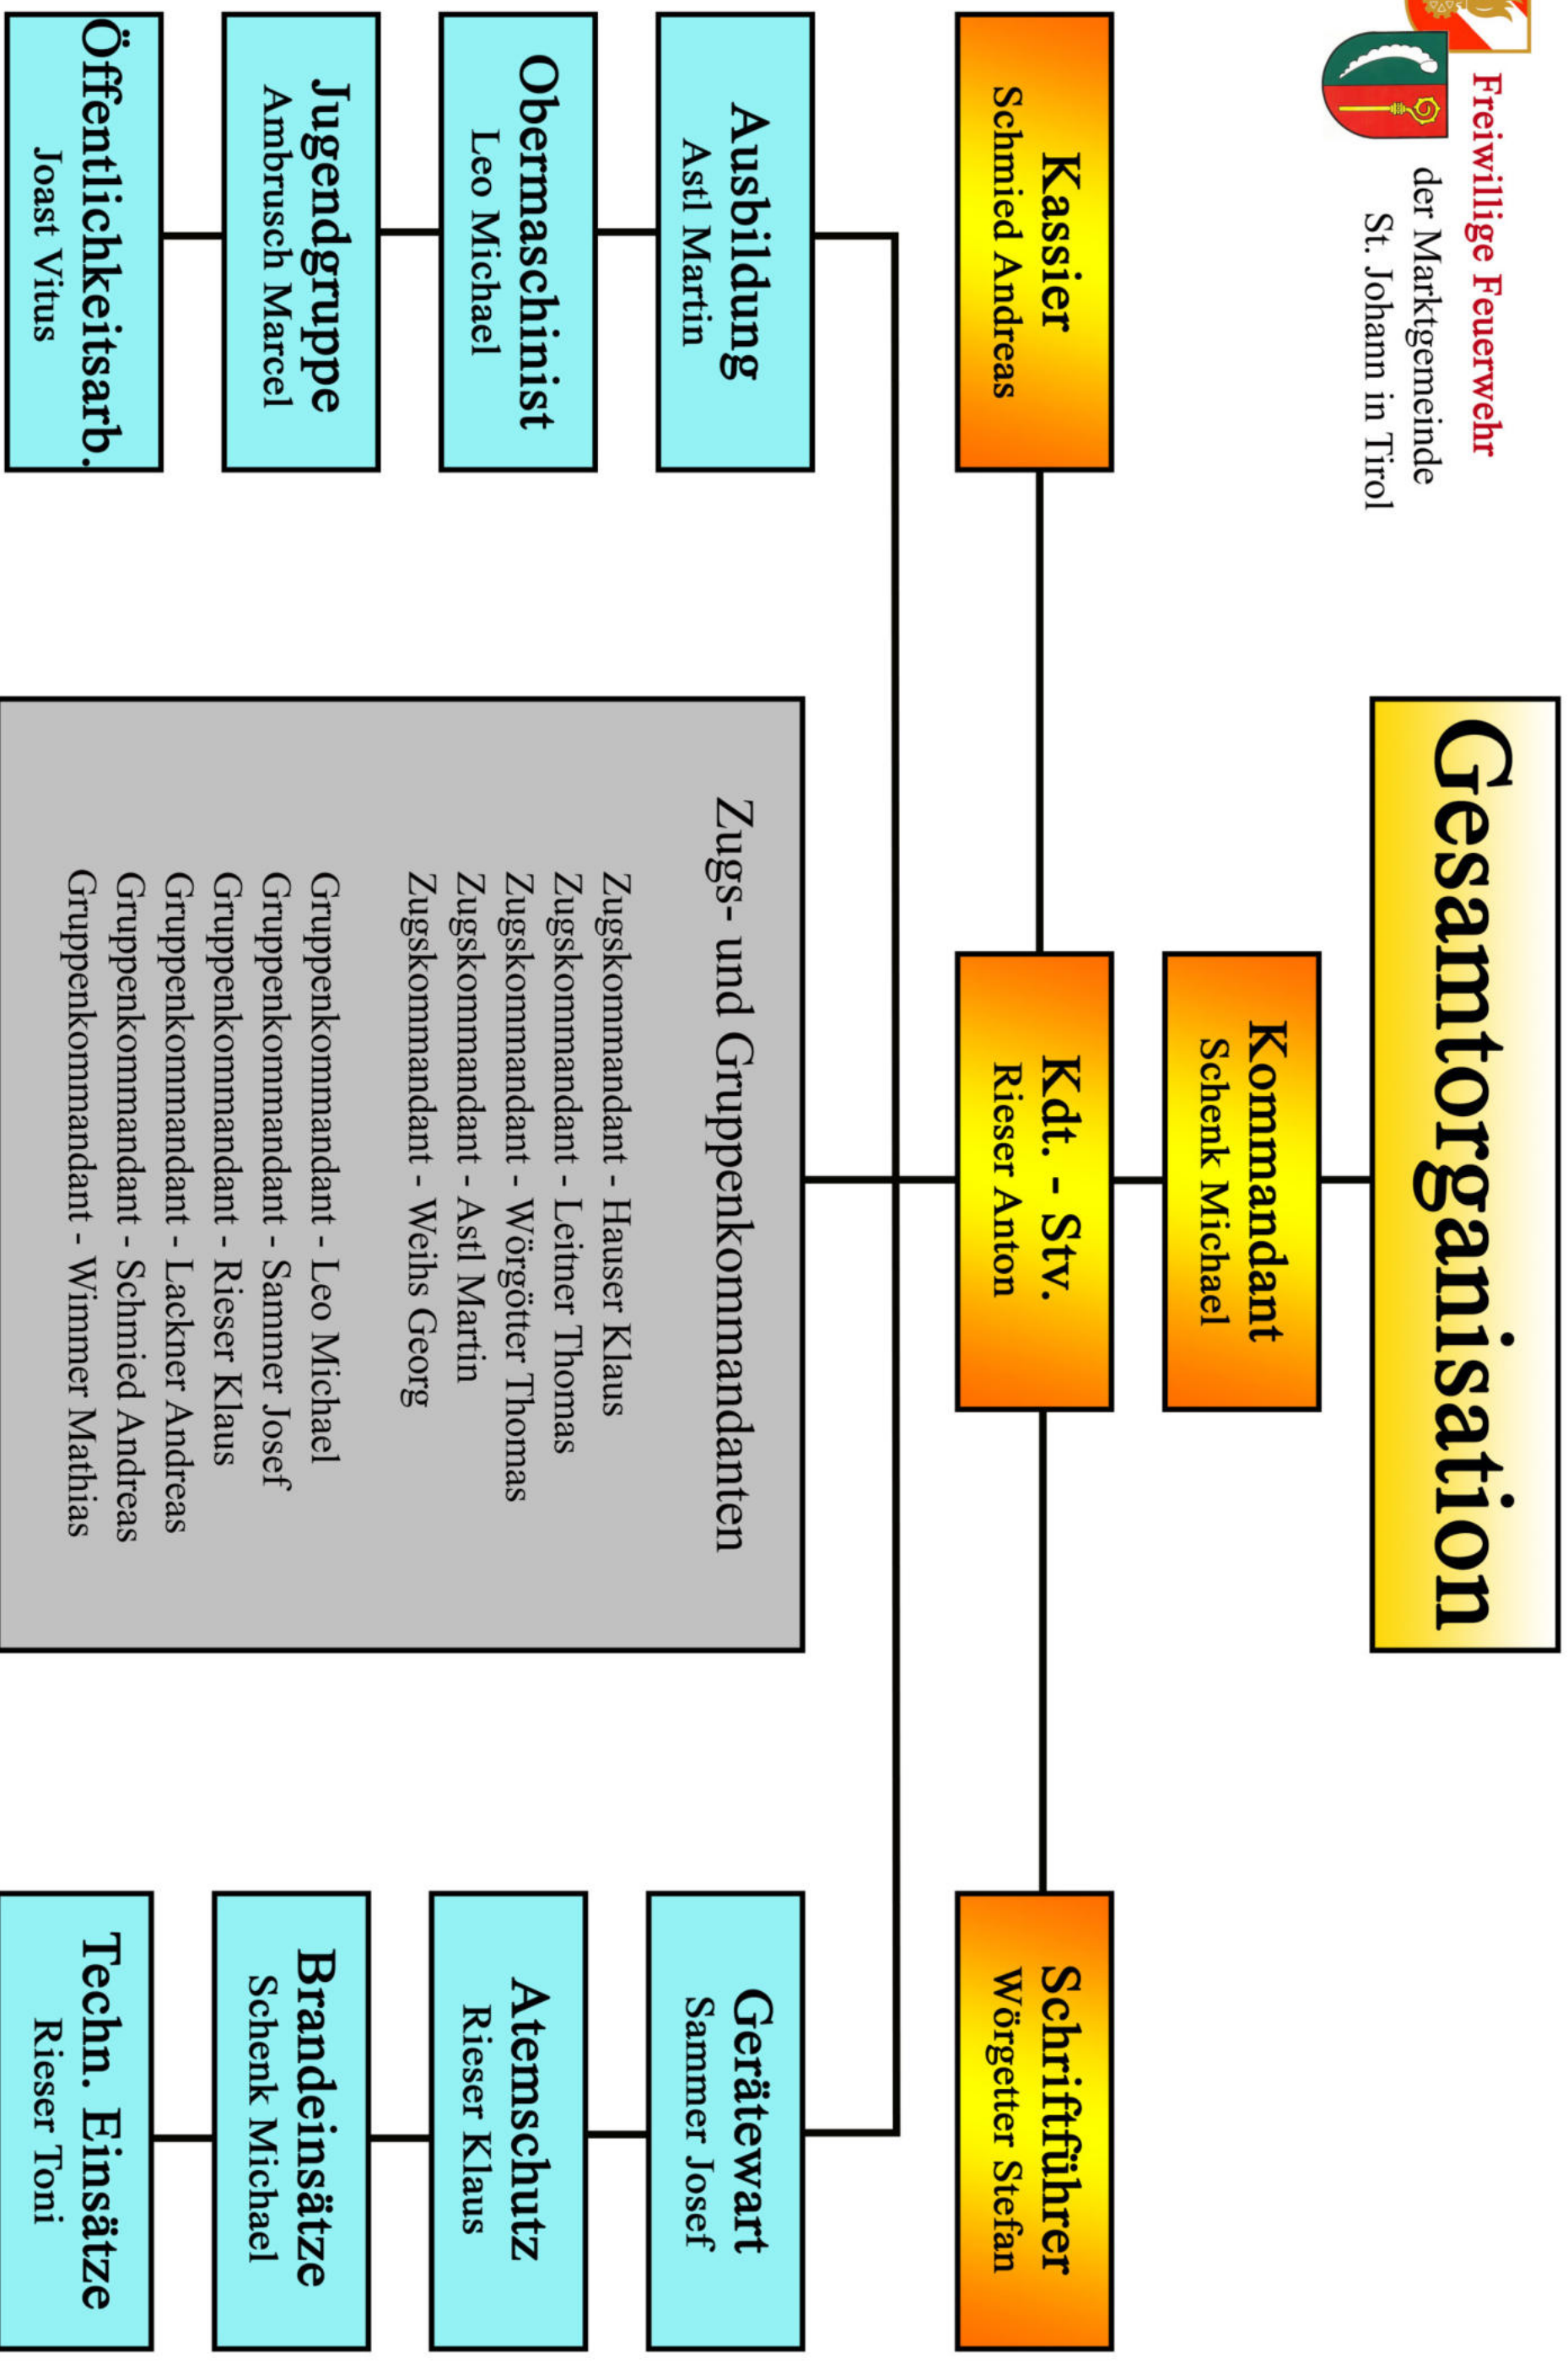 Freiwillige Feuerwehr
der Marktgemeinde
St. Johann in Tirol
Gesamtorganisation
Kommandant
Schenk Michael
Kassier
Schmied Andreas
Kdt. - Stv.
Rieser Anton
Schriftführer
Wörgetter Stefan
Ausbildung
Astl Martin
Obermaschinist
Leo Michael
Jugendgruppe
Ambrusch Marcel
Öffentlichkeitsarb.
Joast Vitus
Zugs- und Gruppenkommandanten
Zugskommandant - Hauser Klaus
Zugskommandant - Leitner Thomas
Zugskommandant - Wörgötter Thomas
Zugskommandant - Astl Martin
Zugskommandant - Weihs Georg
Gruppenkommandant - Leo Michael
Gruppenkommandant - Sammer Josef
Gruppenkommandant - Rieser Klaus
Gruppenkommandant - Lackner Andreas
Gruppenkommandant - Schmied Andreas
Gruppenkommandant - Wimmer Mathias
Gerätewart
Sammer Josef
Atemschutz
Rieser Klaus
Brandeinsätze
Schenk Michael
Techn. Einsätze
Rieser Toni